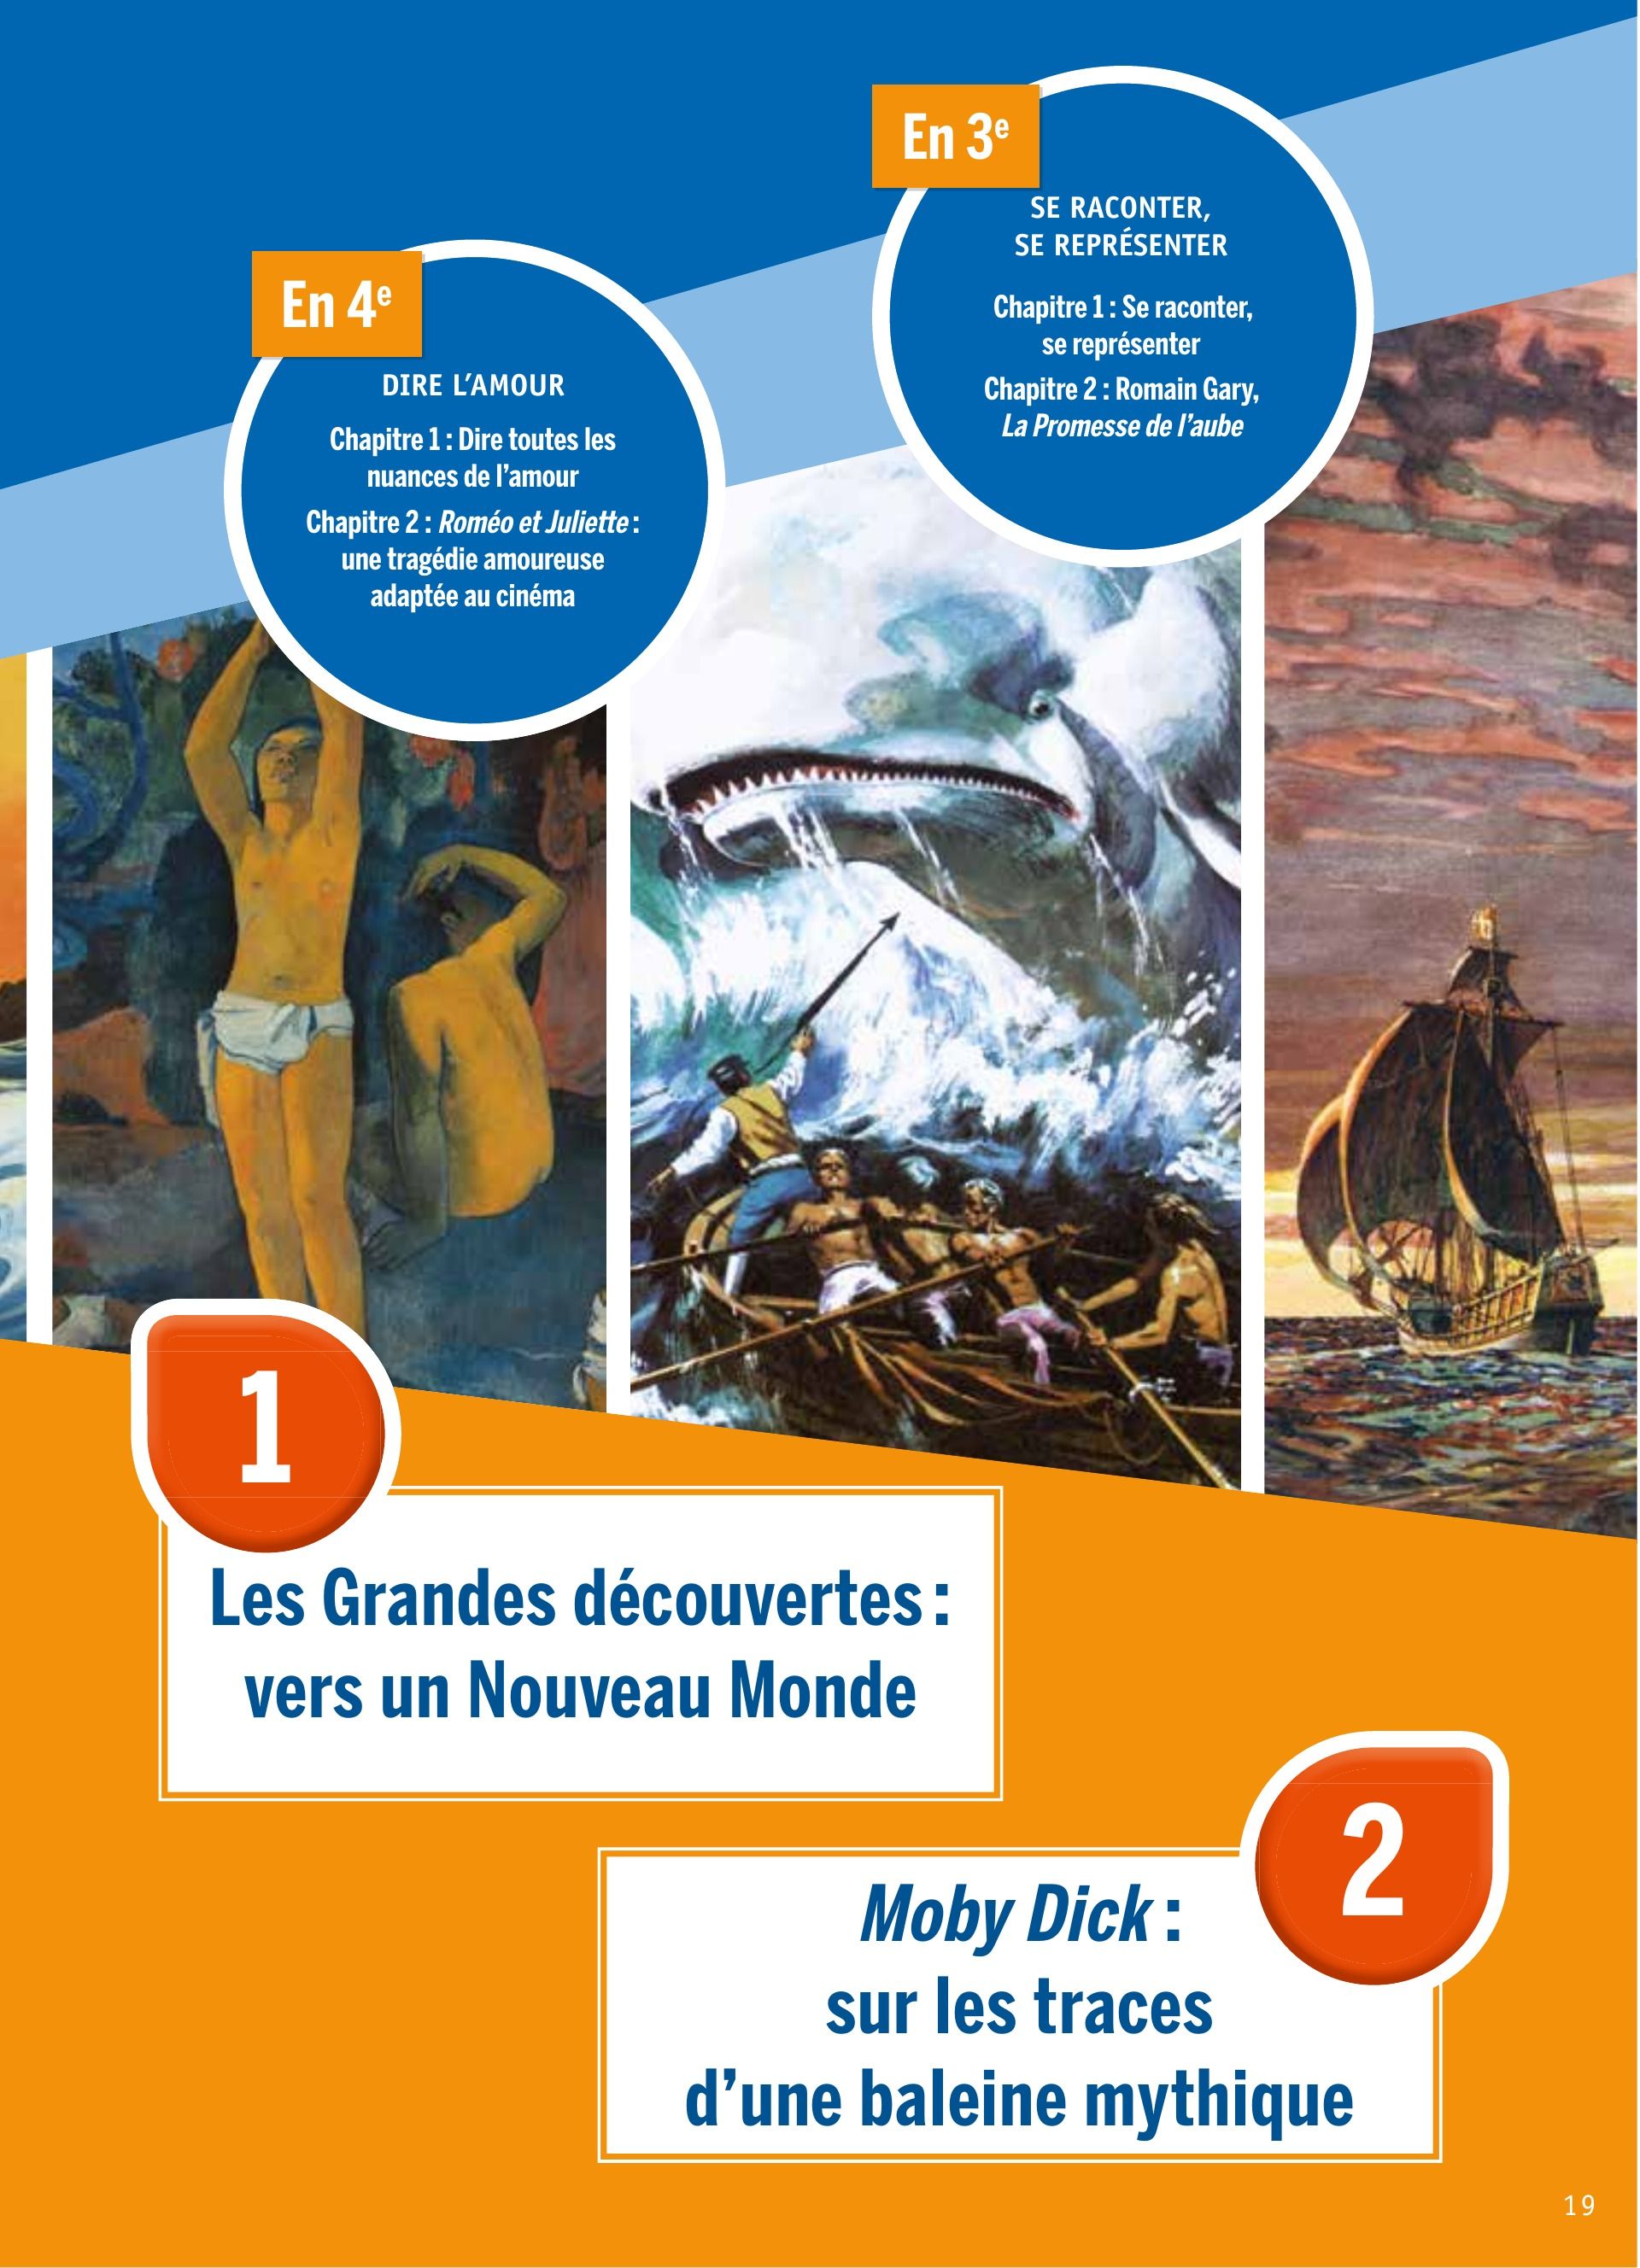 En 4e
DIRE L’AMOUR
Chapitre 1 : Dire toutes les
nuances de l’amour
Chapitre 2 : Roméo et Juliette :
une tragédie amoureuse
adaptée au cinéma
En 3e
SE RACONTER,
SE REPRÉSENTER
Chapitre 1 : Se raconter,
se représenter
Chapitre 2 : Romain Gary,
La Promesse de l’aube
1
Les Grandes découvertes :
vers un Nouveau Monde
2
Moby Dick :
sur les traces
d’une baleine mythique
19